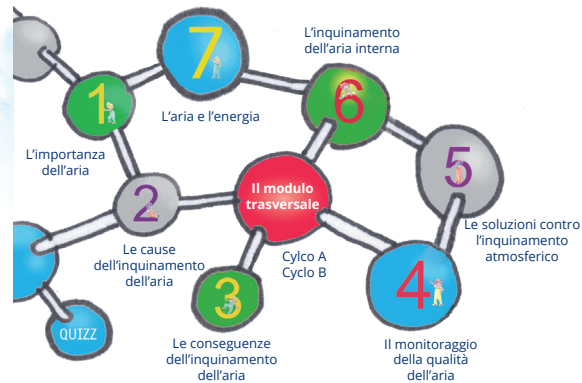 7
L'aria e l'energia
L'inquinamento
dell'aria interna
6
1
L'importanza
dell'aria
2
Le cause
dell'inquinamento
dell'aria
Il modulo
trasversale
Cylco A
Cyclo B
5
Le soluzioni contro
l'inquinamento
atmosferico
3
Le conseguenze
dell'inquinamento
dell'aria
4
Il monitoraggio
della qualità
dell'aria
QUIZZ